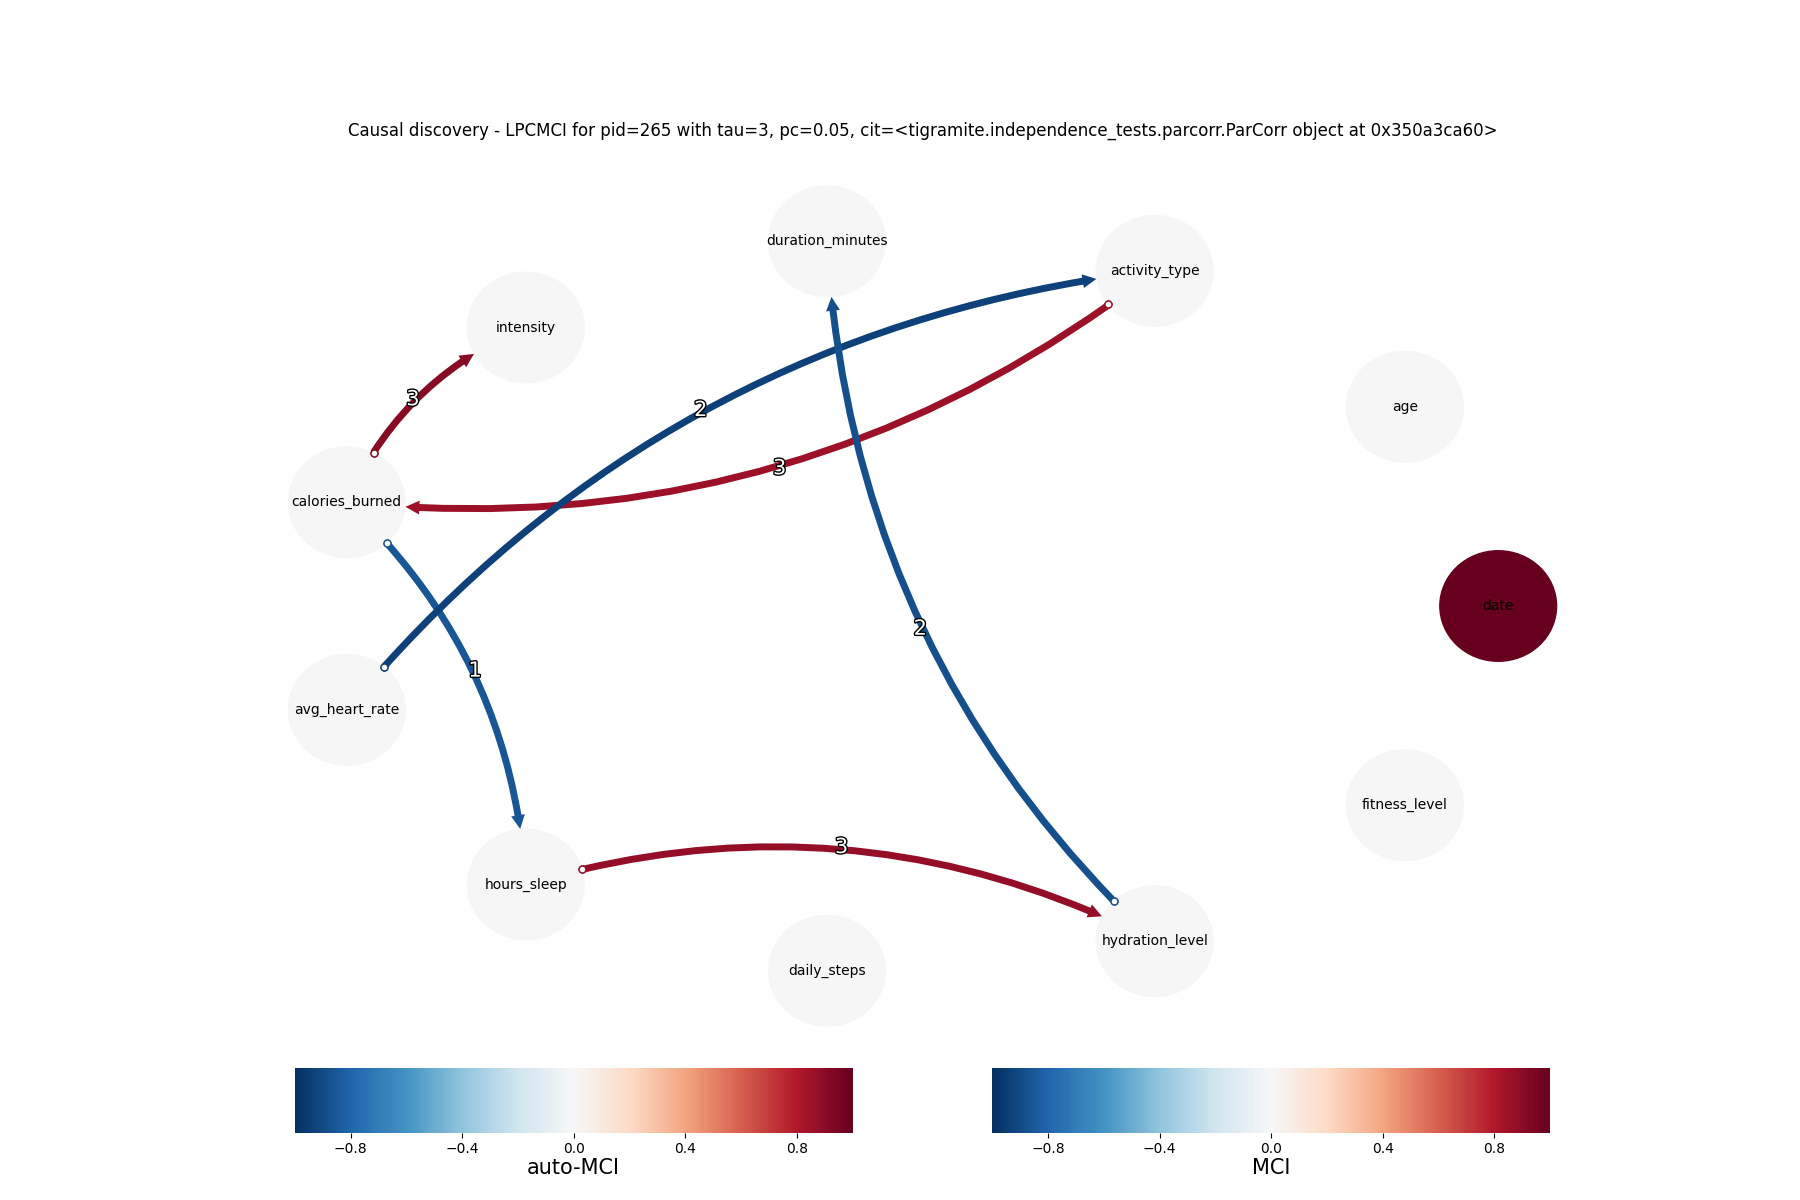 Causal discovery - LPCMCI for pid=265 with tau=3, pc=0.05, cit=<tigramite.independence_tests.parcorr.ParCorr object at 0x350a3ca60>
duration_minutes
activity_type
intensity
age
3
2
3
calories_burned
date
2
1
avg_heart_rate
fitness_level
3
hours_sleep
hydration_level
daily_steps
−0.8 −0.4 0.0 0.4 0.8
auto-MCI
−0.8 −0.4 0.0 0.4 0.8
MCI